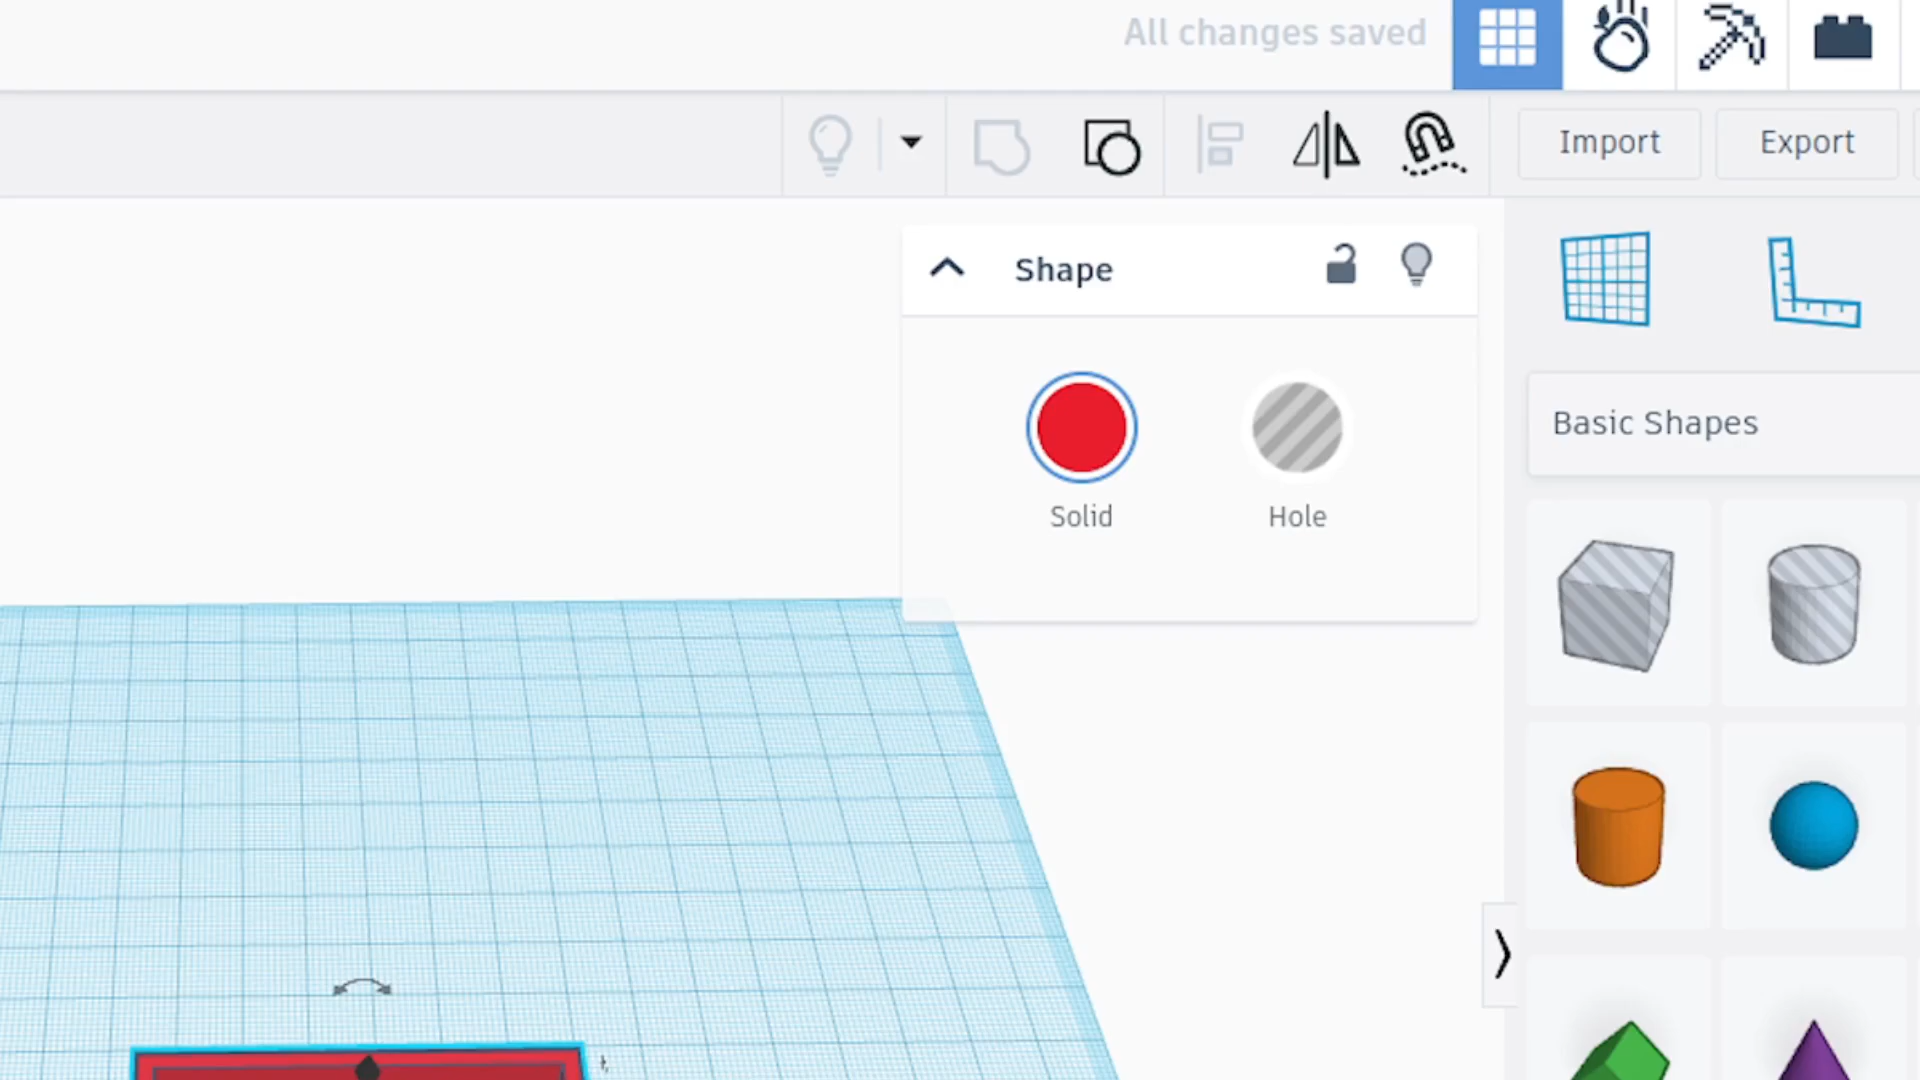 All changes saved
Import
Export
Shape
Solid
Hole
Basic Shapes